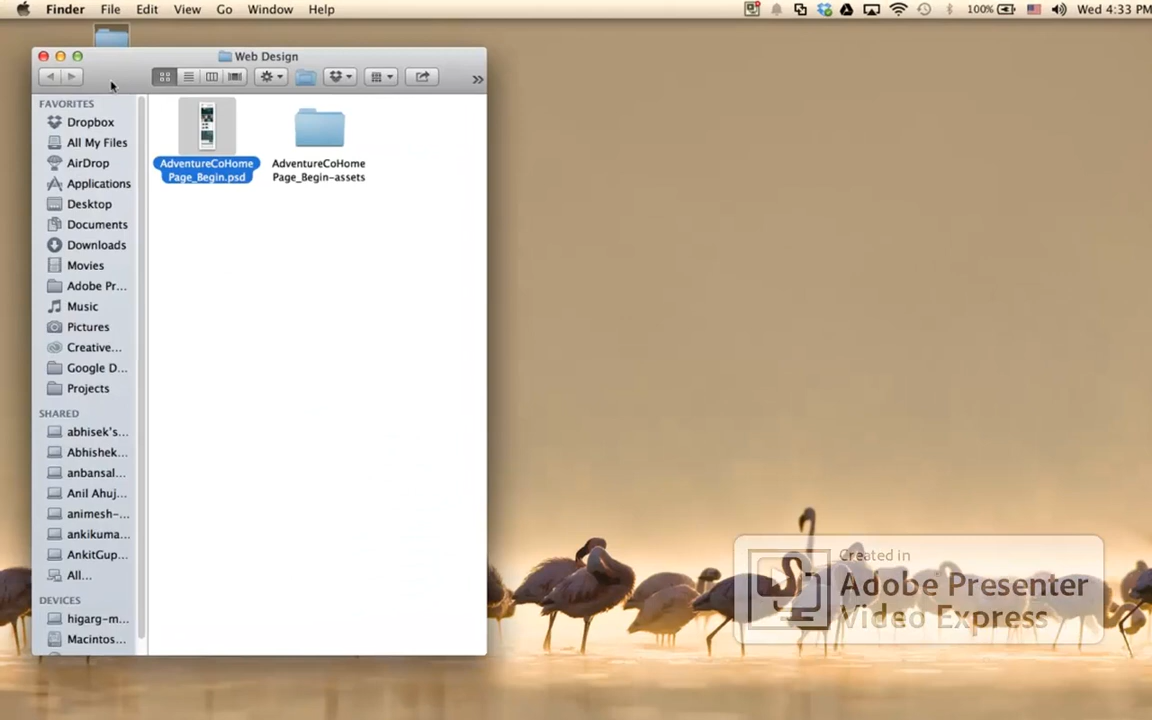 Finder File Edit View Go Window Help 100% Wed 4:33 PM
Web Design
FAVORITES
Dropbox
All My Files
AirDrop
Applications
Desktop
Documents
Downloads
Movies
Adobe Pr...
Music
Pictures
Creative...
Google D...
Projects
SHARED
abhisek's...
Abhishek...
anbansal...
Anil Ahuj...
animesh-...
ankikuma...
AnkitGup...
All...
DEVICES
higarg-m...
Macintos...
AdventureCoHome
Page_Begin.psd
AdventureCoHome
Page_Begin-assets
Created in
Adobe Presenter
Video Express